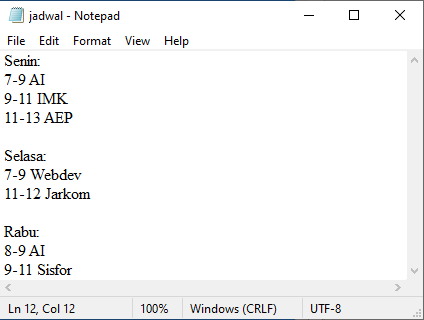 jadwal - Notepad
File Edit Format View Help
Senin:
7-9 AI
9-11 IMK
11-13 AEP
Selasa:
7-9 Webdev
11-12 Jarkom
Rabu:
8-9 AI
9-11 Sisfor
Ln 12, Col 12 100% Windows (CRLF) UTF-8